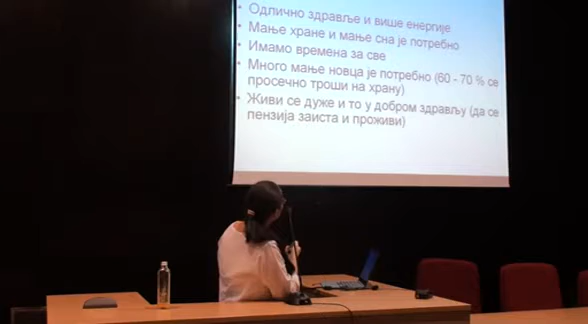 • Одлично здравље и више енергије
• Мање хране и мање сна је потребно
• Имамо времена за све
• Много мање новца је потребно (60 - 70 % се
просечно троши на храну)
• Живи се дуже и то у добром здрављу (да се
пензија заиста и проживи)